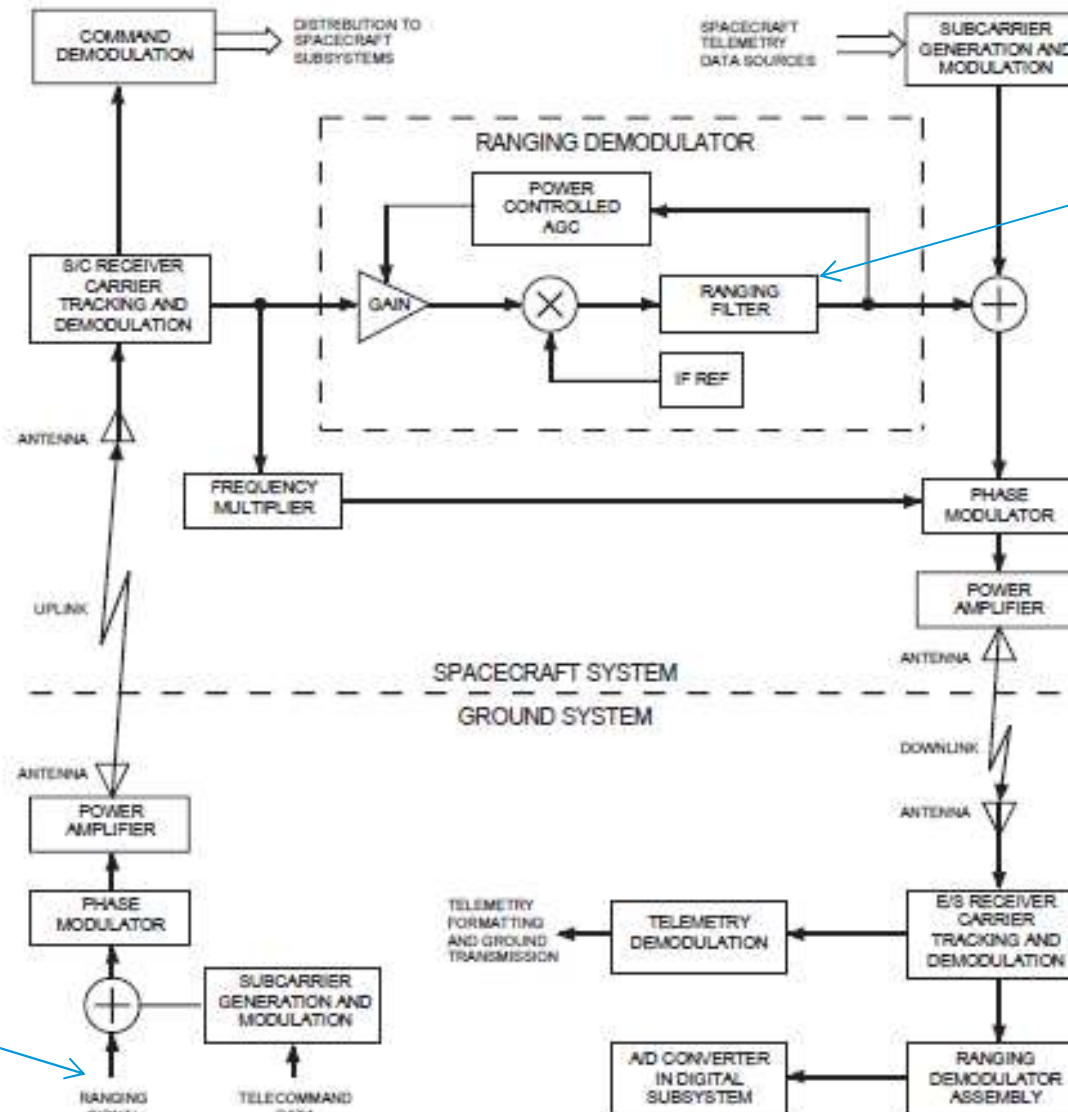 COMMAND
DEMODULATION
DISTRIBUTION TO
SPACECRAFT
SUBSYSTEMS
SPACECRAFT
TELEMETRY
DATA SOURCES
SUBCARRIER
GENERATION AND
MODULATION
RANGING DEMODULATOR
POWER
CONTROLLED
AGC
S/C RECEIVER
CARRIER
TRACKING AND
DEMODULATION
GAIN
RANGING
FILTER
IF REF
ANTENNA
FREQUENCY
MULTIPLIER
PHASE
MODULATOR
UPLINK
POWER
AMPLIFIER
ANTENNA
SPACECRAFT SYSTEM
GROUND SYSTEM
DOWNLINK
ANTENNA
POWER
AMPLIFIER
ANTENNA
PHASE
MODULATOR
TELEMETRY
FORMATTING
AND GROUND
TRANSMISSION
TELEMETRY
DEMODULATION
E/S RECEIVER
CARRIER
TRACKING AND
DEMODULATION
SUBCARRIER
GENERATION AND
MODULATION
A/D CONVERTER
IN DIGITAL
SUBSYSTEM
RANGING
DEMODULATOR
ASSEMBLY
RANGING
TELECOMMAND